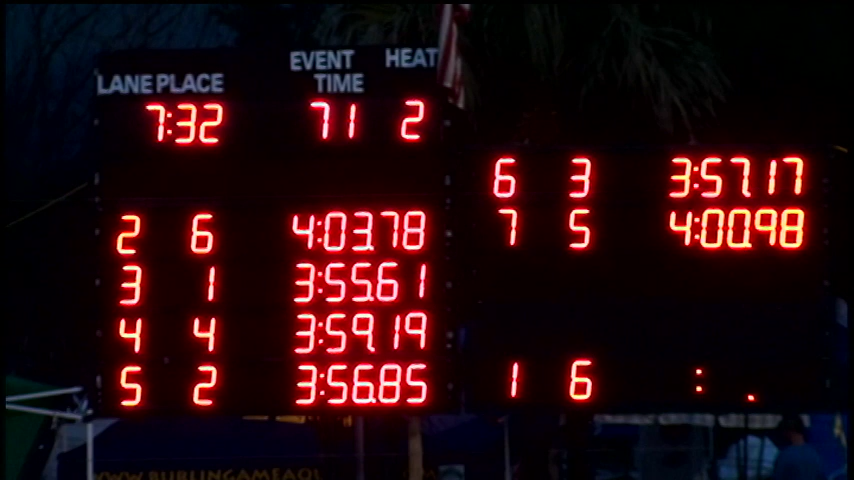 EVENT HEAT
LANE PLACE TIME
7:32 71 2
2 6 4:03.78
3 1 3:55.61
4 4 3:59.19
5 2 3:56.85
6 3 3:57.17
7 5 4:00.98
1 6 : .
WWW.BURLINGAMEAQU